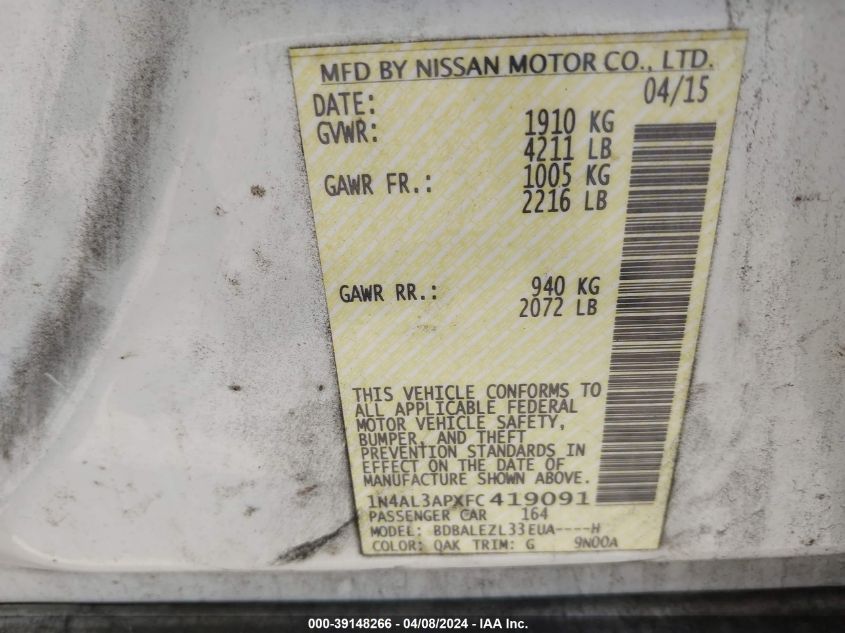 MFD BY NISSAN MOTOR CO., LTD.
DATE: 04/15
GVWR: 1910 KG
4211 LB
GAWR FR.: 1005 KG
2216 LB
GAWR RR.: 940 KG
2072 LB
THIS VEHICLE CONFORMS TO
ALL APPLICABLE FEDERAL
MOTOR VEHICLE SAFETY,
BUMPER, AND THEFT
PREVENTION STANDARDS IN
EFFECT ON THE DATE OF
MANUFACTURE SHOWN ABOVE.
1N4AL3APXFC419091
PASSENGER CAR 164
MODEL: BDBALEZL33EUA----H
COLOR: QAK TRIM: G 9N00A
000-39148266 - 04/08/2024 - IAA Inc.